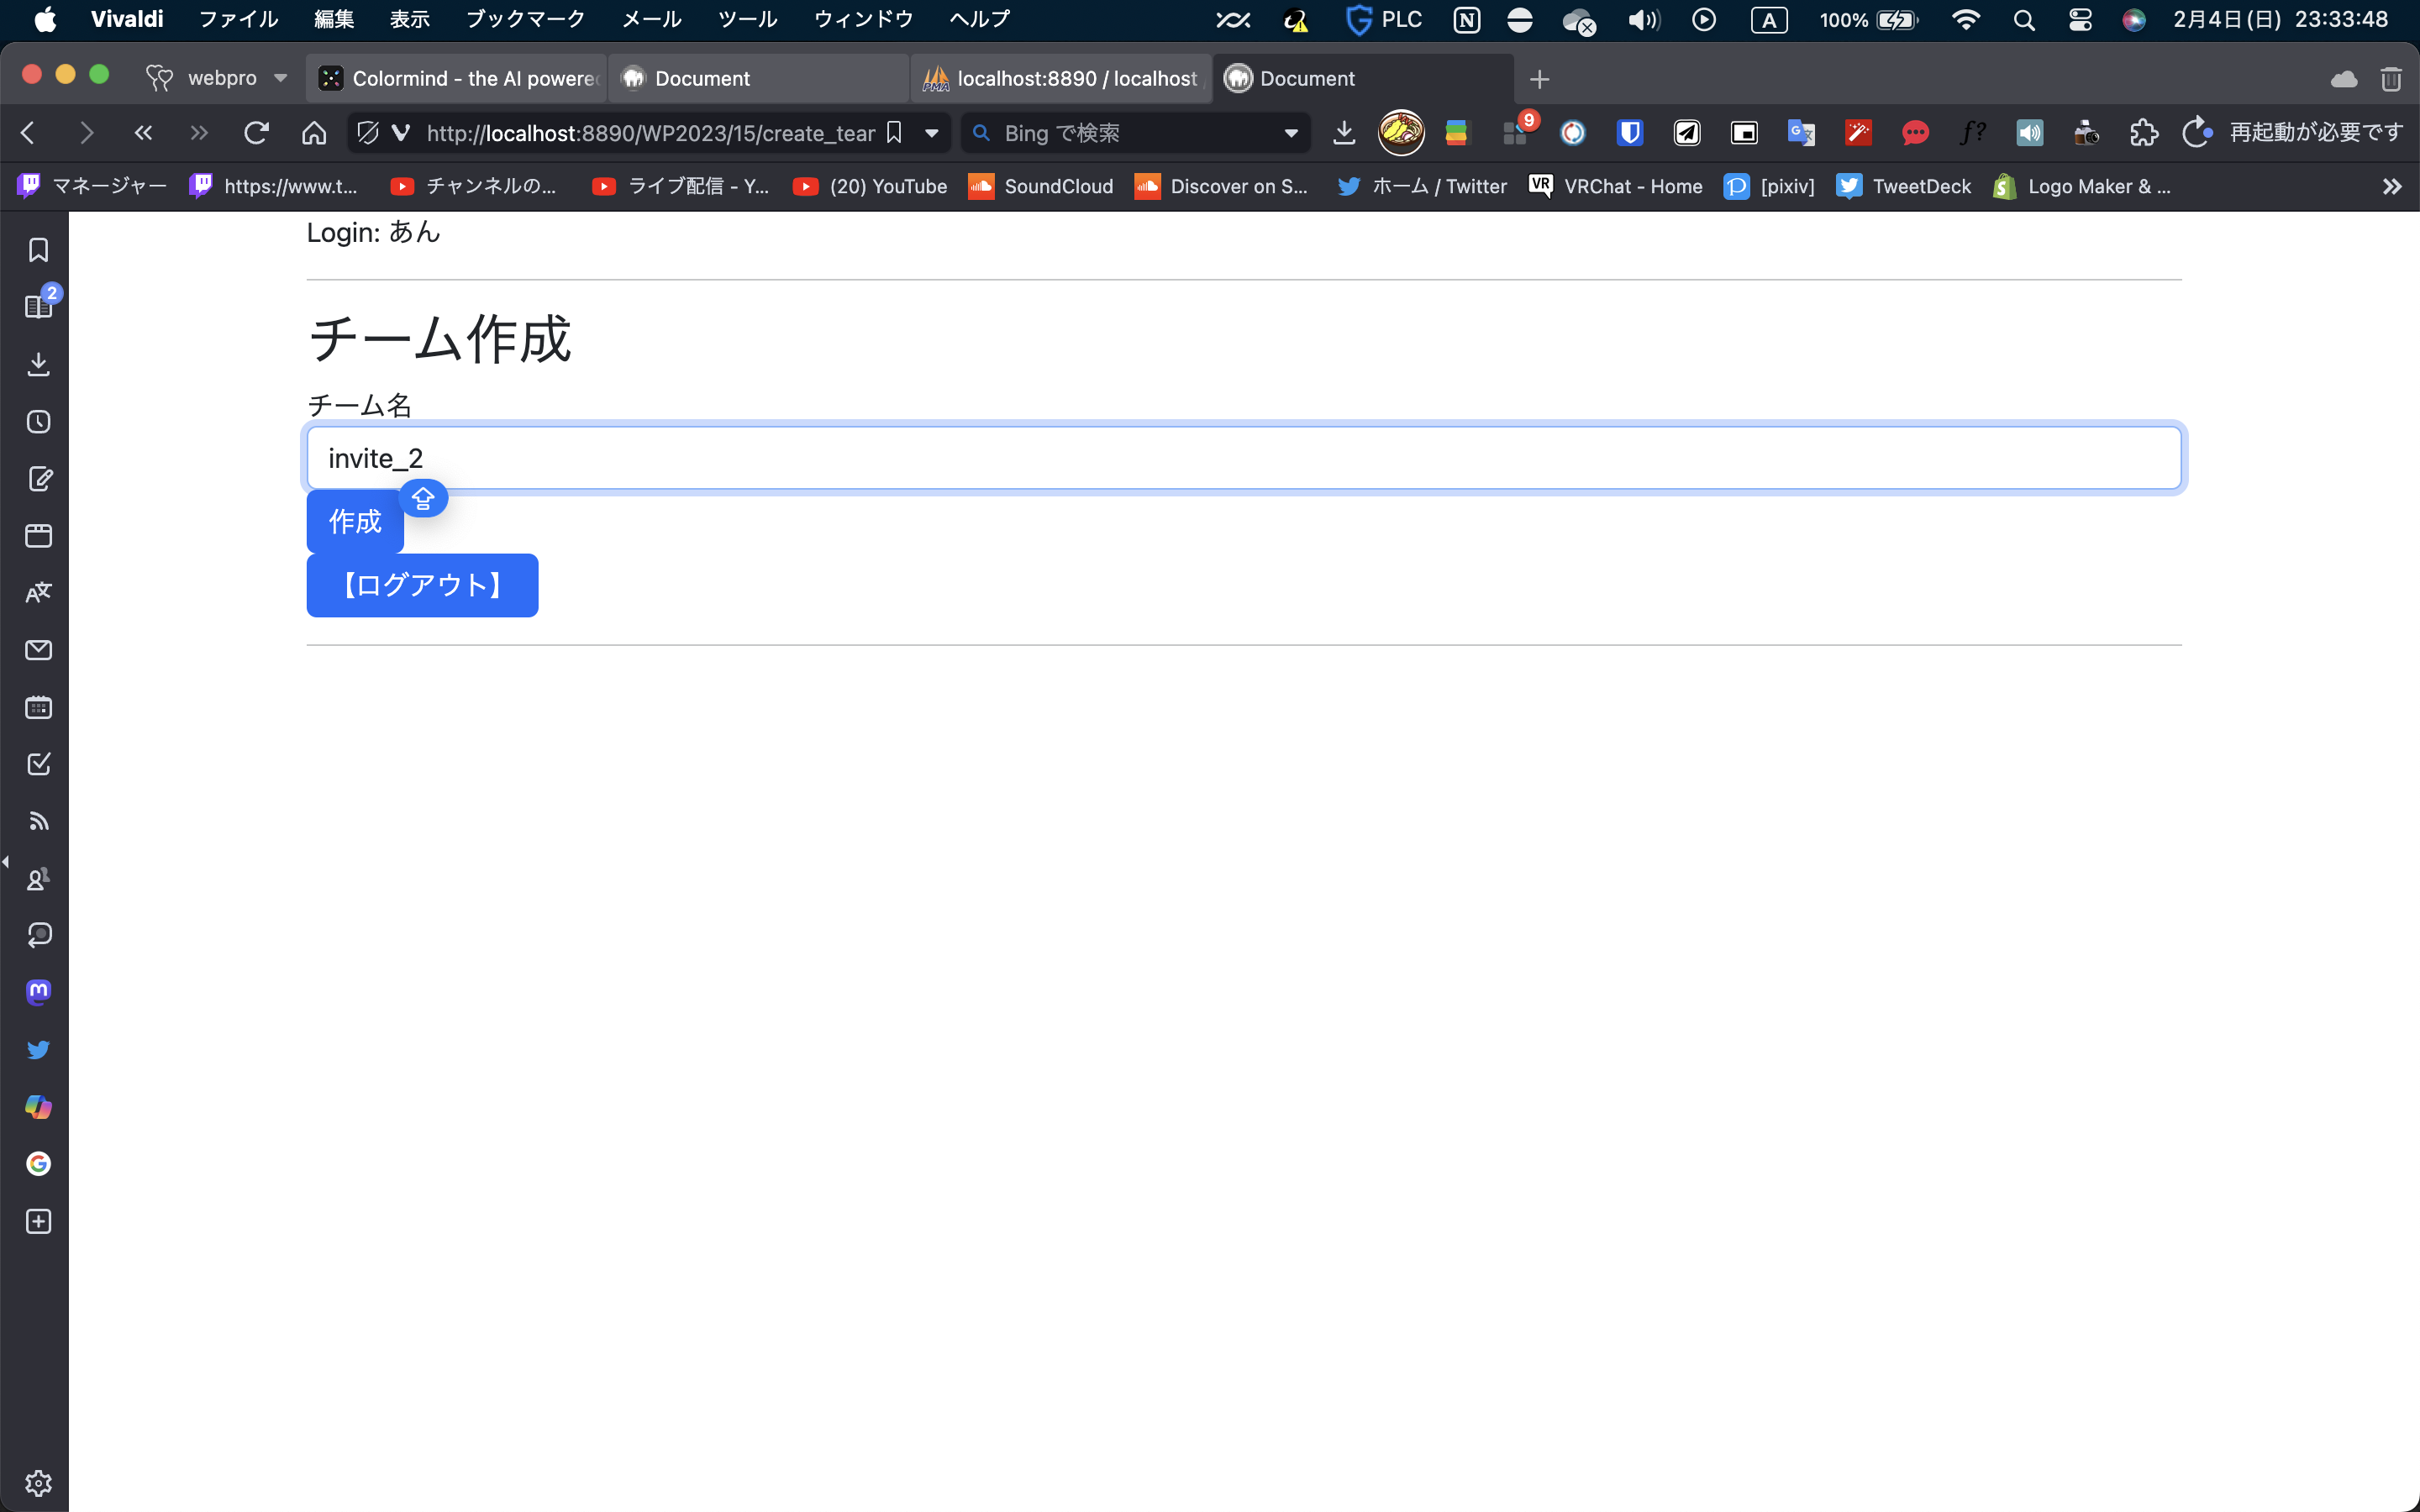 Vivaldi ファイル 編集 表示 ブックマーク メール ツール ウィンドウ ヘルプ PLC A 100% 2月4日(日) 23:33:48
webpro Colormind - the AI powered Document localhost:8890 / localhost Document
http://localhost:8890/WP2023/15/create_tear Bing で検索 9 再起動が必要です
マネージャー https://www.t... チャンネルの... ライブ配信 - Y... (20) YouTube SoundCloud Discover on S... ホーム / Twitter VRChat - Home [pixiv] TweetDeck Logo Maker & ...
2
Login: あん
チーム作成
チーム名
invite_2
作成
【ログアウト】